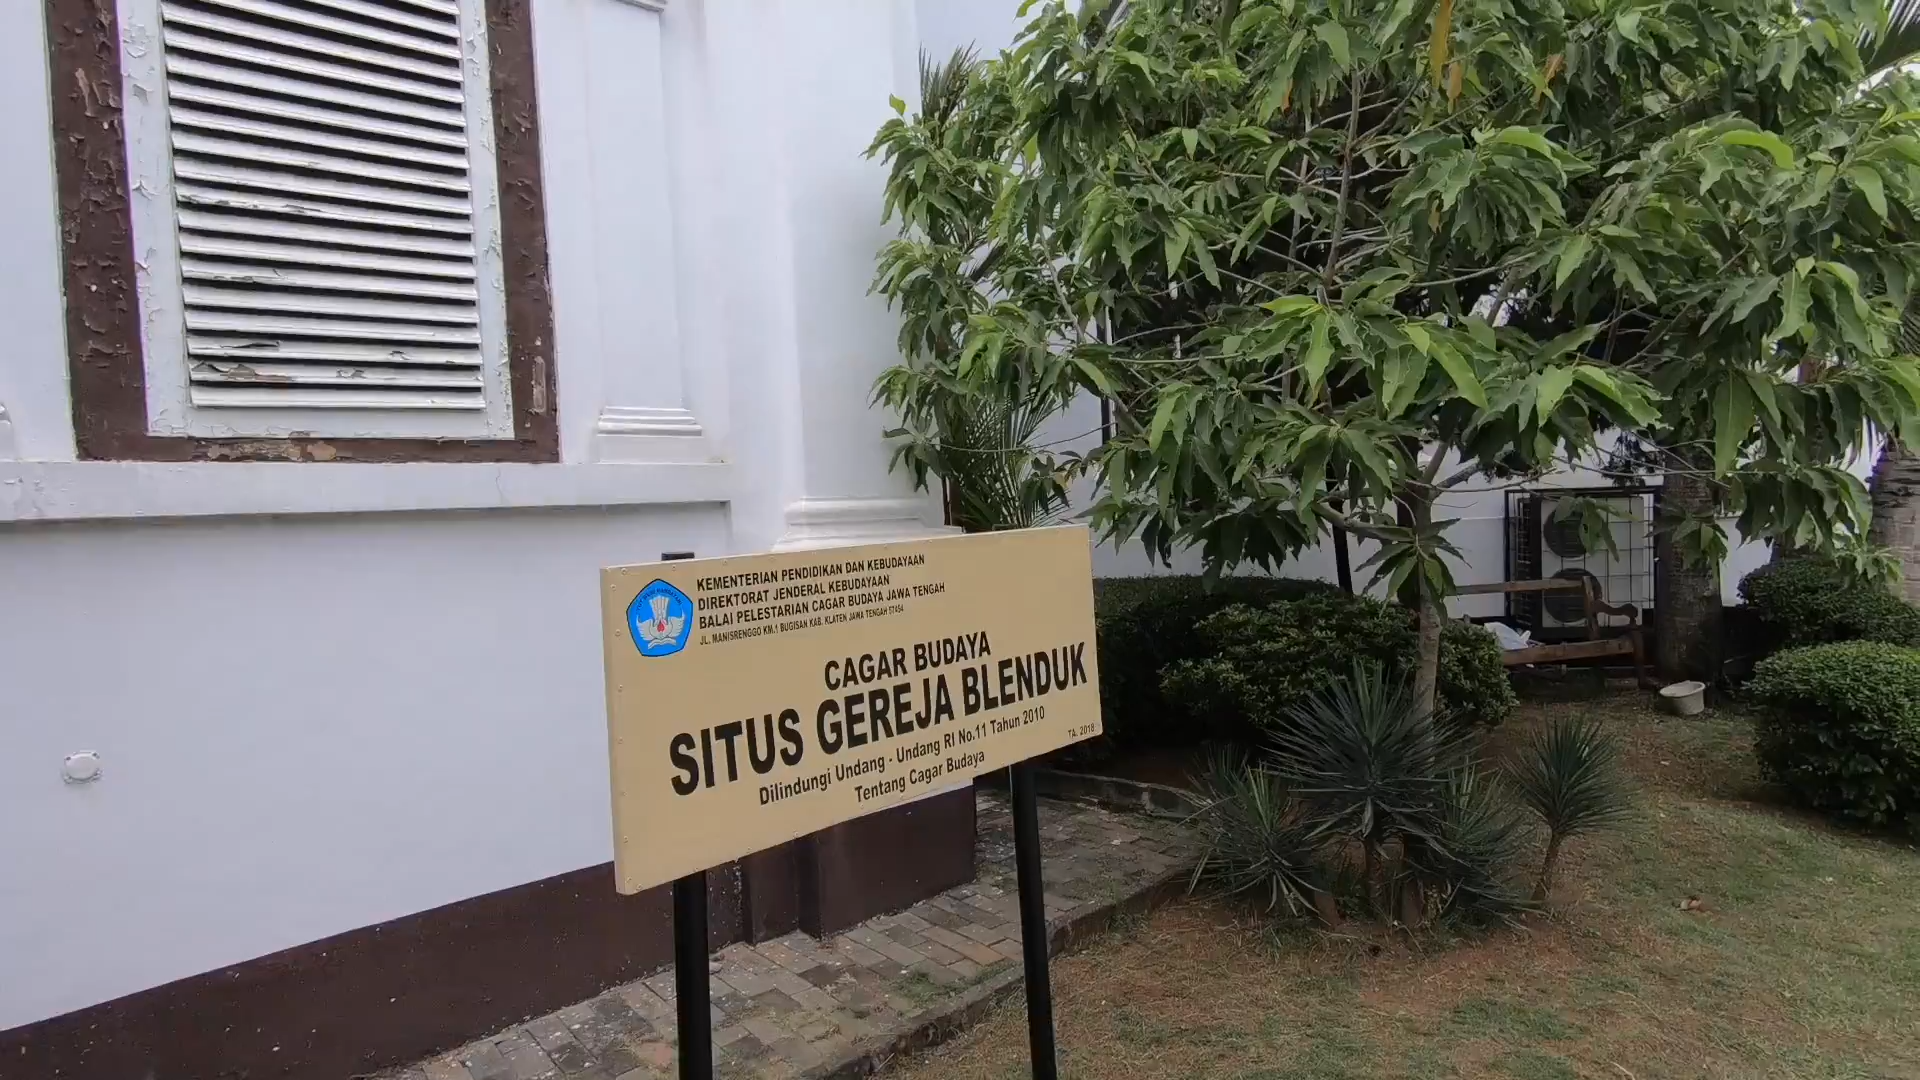 KEMENTERIAN PENDIDIKAN DAN KEBUDAYAAN
DIREKTORAT JENDERAL KEBUDAYAAN
BALAI PELESTARIAN CAGAR BUDAYA JAWA TENGAH
JL. MANISRENGGO KM.1 BUGISAN KAB. KLATEN JAWA TENGAH 57454
CAGAR BUDAYA
SITUS GEREJA BLENDUK
Dilindungi Undang - Undang RI No.11 Tahun 2010
Tentang Cagar Budaya
TA. 2018